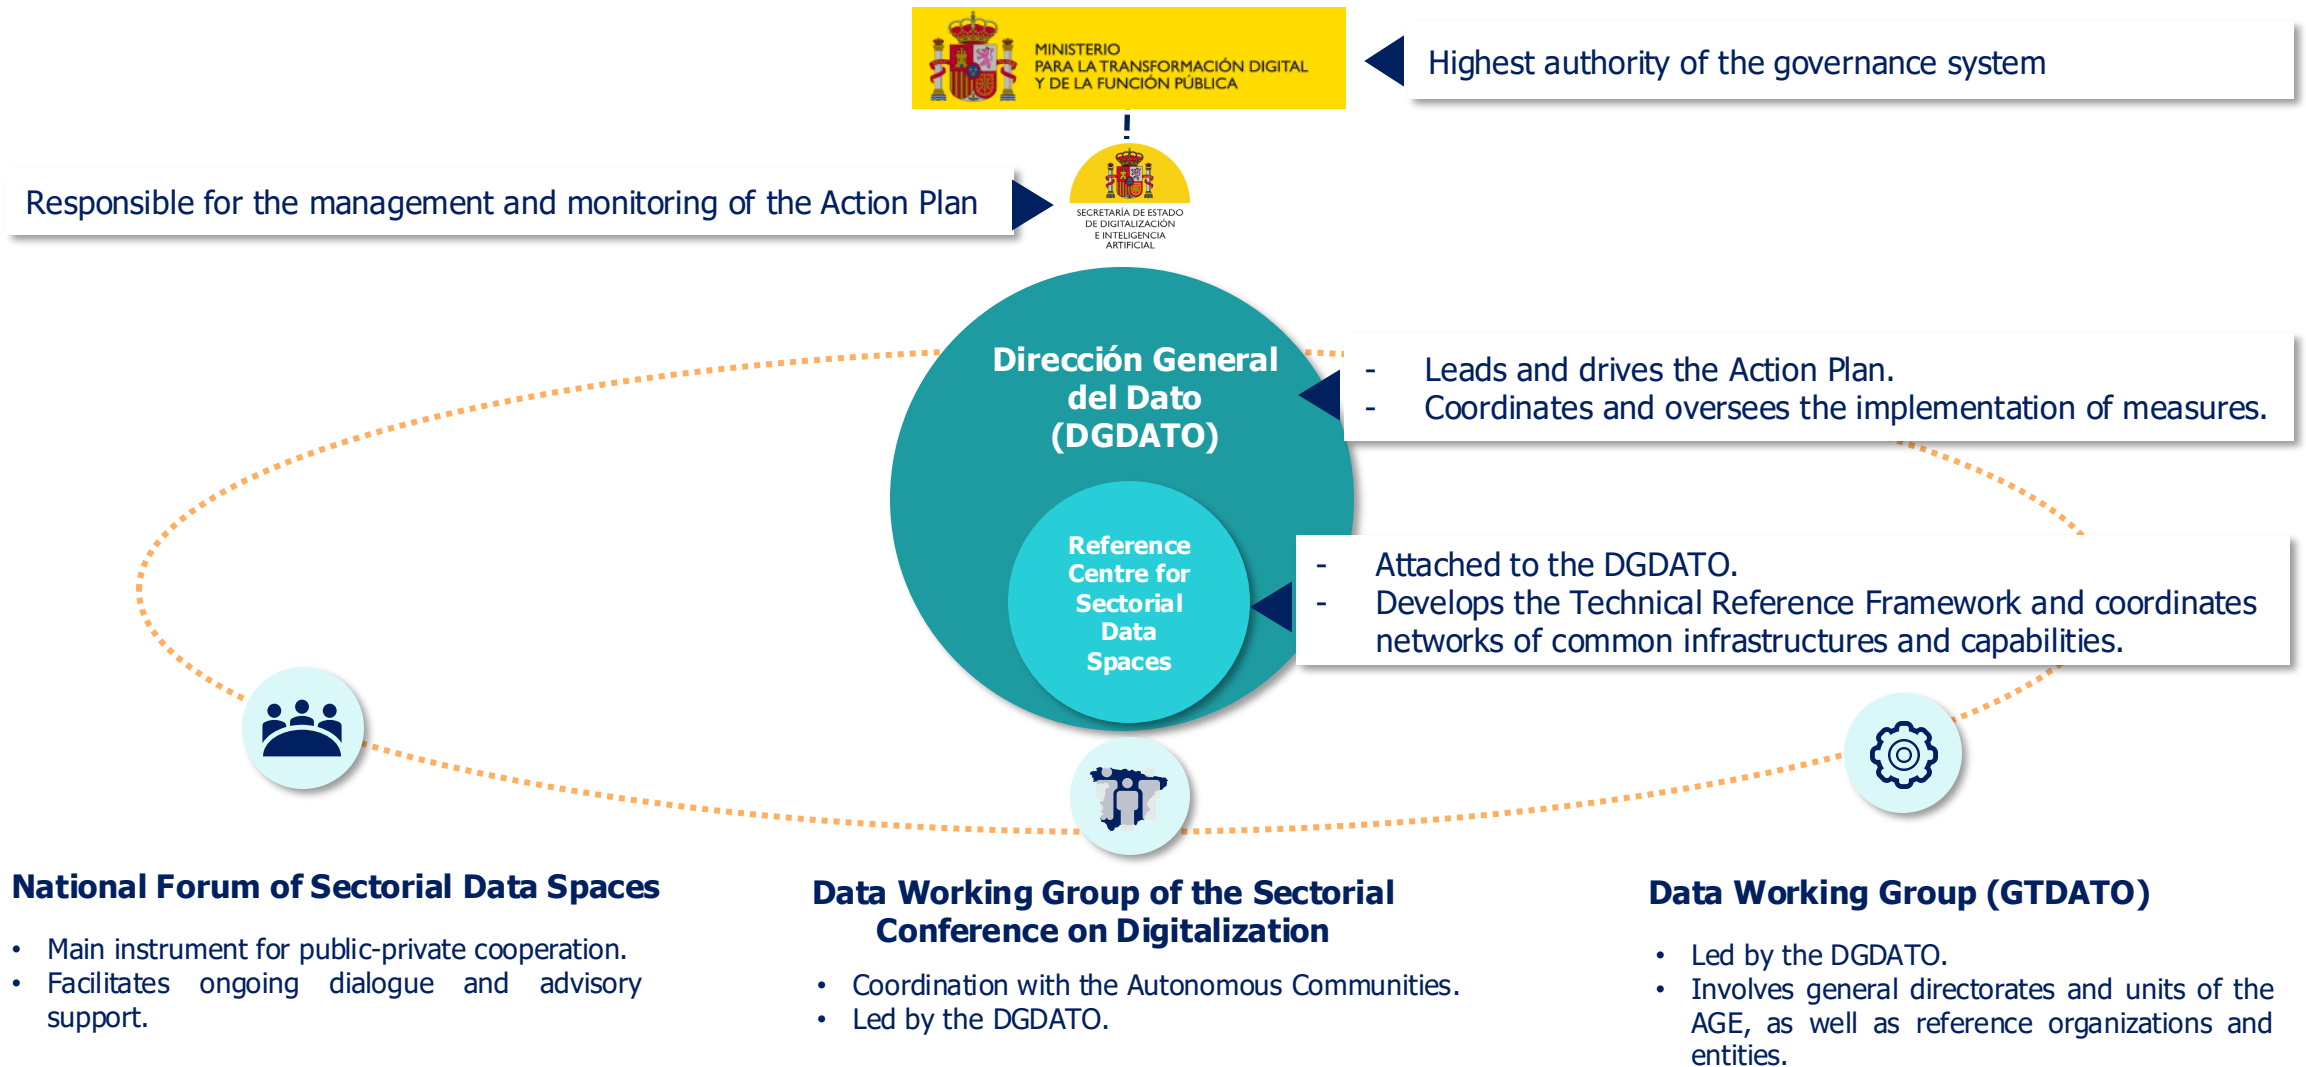 MINISTERIO
PARA LA TRANSFORMACIÓN DIGITAL
Y DE LA FUNCIÓN PÚBLICA
Highest authority of the governance system
Responsible for the management and monitoring of the Action Plan
SECRETARÍA DE ESTADO
DE DIGITALIZACIÓN
E INTELIGENCIA
ARTIFICIAL
Dirección General
del Dato
(DGDATO)
- Leads and drives the Action Plan.
- Coordinates and oversees the implementation of measures.
Reference
Centre for
Sectorial
Data
Spaces
- Attached to the DGDATO.
- Develops the Technical Reference Framework and coordinates
networks of common infrastructures and capabilities.
National Forum of Sectorial Data Spaces
• Main instrument for public-private cooperation.
• Facilitates ongoing dialogue and advisory
support.
Data Working Group of the Sectorial
Conference on Digitalization
• Coordination with the Autonomous Communities.
• Led by the DGDATO.
Data Working Group (GTDATO)
• Led by the DGDATO.
• Involves general directorates and units of the
AGE, as well as reference organizations and
entities.